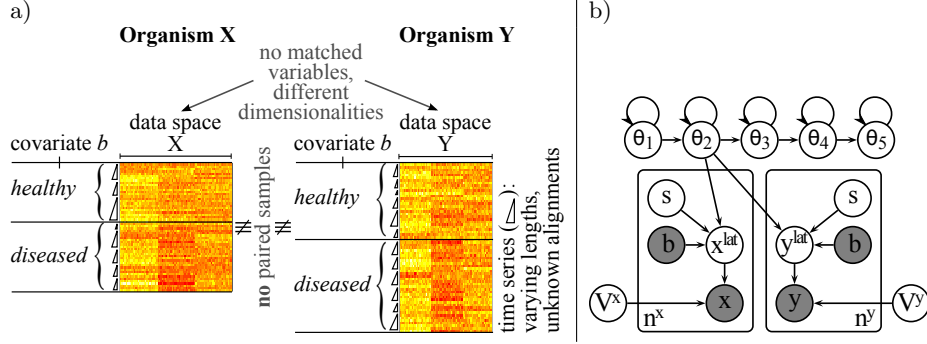 a)
Organism X
Organism Y
no matched
variables,
different
dimensionalities
covariate b
data space
X
healthy
diseased
≠
no paired samples
≠
covariate b
data space
Y
healthy
diseased
time series ( ):
varying lengths,
unknown alignments
b)
θ1 θ2 θ3 θ4 θ5
s s
b x^lat y^lat b
V^x x y V^y
n^x n^y